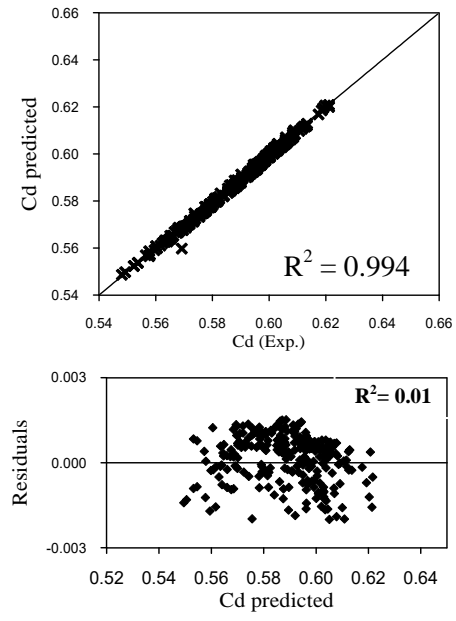 0.66
0.64
0.62
0.60
0.58
0.56
0.54
Cd predicted
R² = 0.994
0.54 0.56 0.58 0.60 0.62 0.64 0.66
Cd (Exp.)
0.003
0.000
-0.003
Residuals
R²= 0.01
0.52 0.54 0.56 0.58 0.60 0.62 0.64
Cd predicted